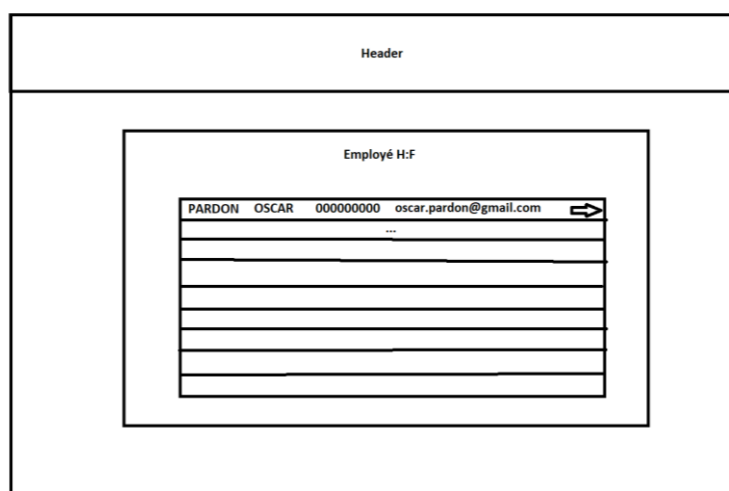 Header
Employé H:F
PARDON OSCAR 000000000 oscar.pardon@gmail.com
...